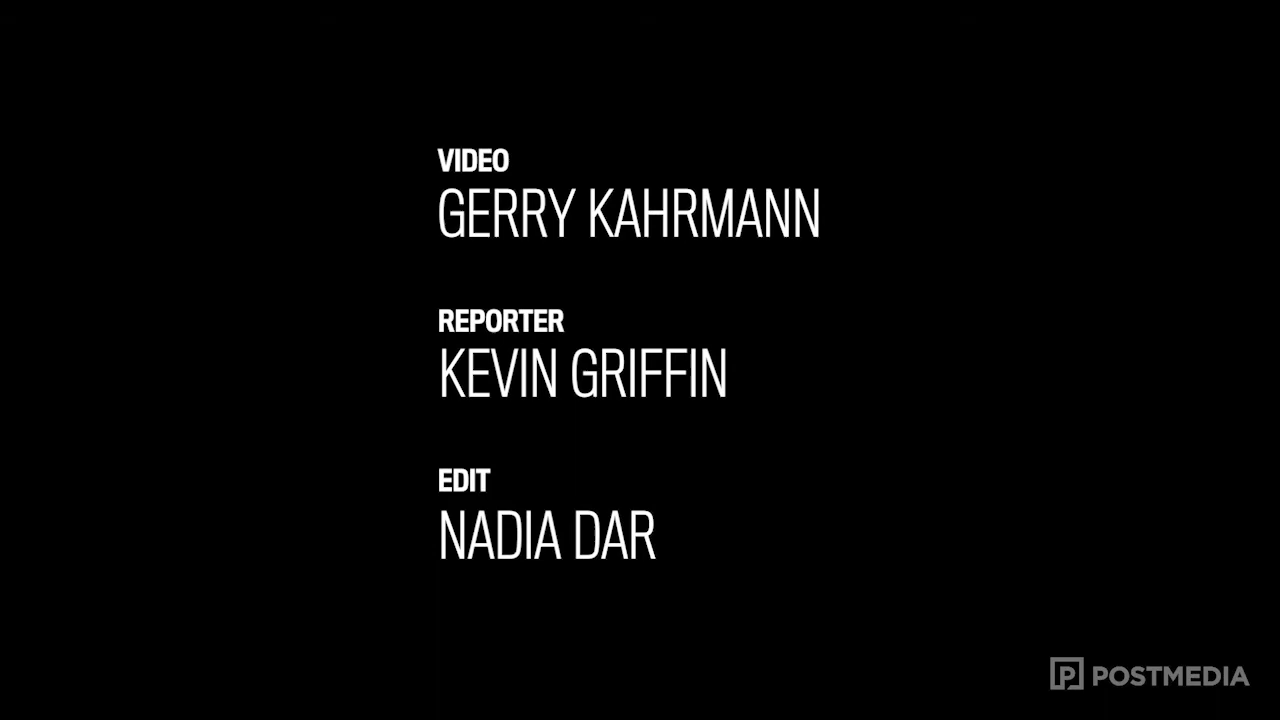 VIDEO
GERRY KAHRMANN
REPORTER
KEVIN GRIFFIN
EDIT
NADIA DAR
P POSTMEDIA